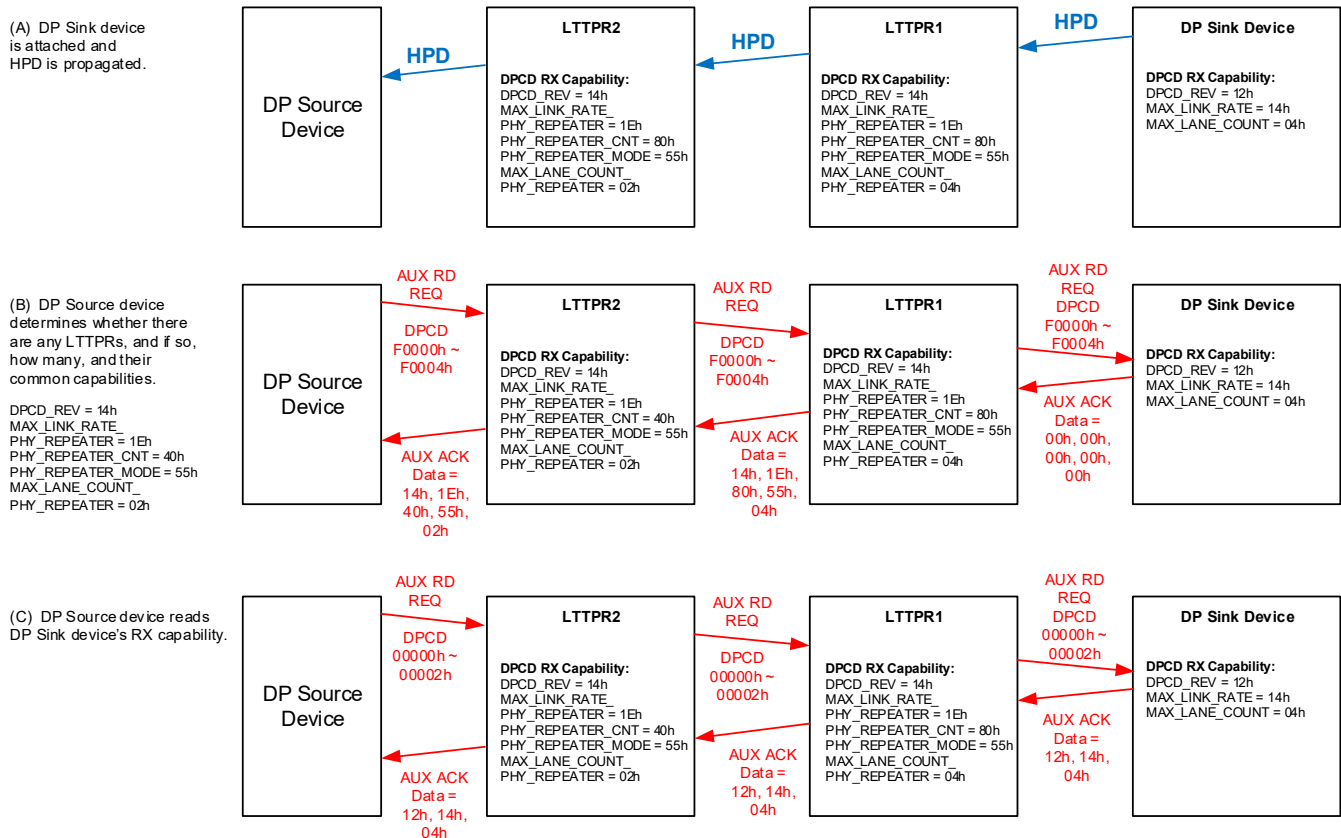 (A) DP Sink device
is attached and
HPD is propagated.
DP Source
Device
HPD
LTTPR2
DPCD RX Capability:
DPCD_REV = 14h
MAX_LINK_RATE_
PHY_REPEATER = 1Eh
PHY_REPEATER_CNT = 80h
PHY_REPEATER_MODE = 55h
MAX_LANE_COUNT_
PHY_REPEATER = 02h
HPD
LTTPR1
DPCD RX Capability:
DPCD_REV = 14h
MAX_LINK_RATE_
PHY_REPEATER = 1Eh
PHY_REPEATER_CNT = 80h
PHY_REPEATER_MODE = 55h
MAX_LANE_COUNT_
PHY_REPEATER = 04h
HPD
DP Sink Device
DPCD RX Capability:
DPCD_REV = 12h
MAX_LINK_RATE = 14h
MAX_LANE_COUNT = 04h
(B) DP Source device
determines whether there
are any LTTPRs, and if so,
how many, and their
common capabilities.
DPCD_REV = 14h
MAX_LINK_RATE_
PHY_REPEATER = 1Eh
PHY_REPEATER_CNT = 40h
PHY_REPEATER_MODE = 55h
MAX_LANE_COUNT_
PHY_REPEATER = 02h
DP Source
Device
AUX RD
REQ
DPCD
F0000h ~
F0004h
AUX ACK
Data =
14h, 1Eh,
40h, 55h,
02h
LTTPR2
DPCD RX Capability:
DPCD_REV = 14h
MAX_LINK_RATE_
PHY_REPEATER = 1Eh
PHY_REPEATER_CNT = 40h
PHY_REPEATER_MODE = 55h
MAX_LANE_COUNT_
PHY_REPEATER = 02h
AUX RD
REQ
DPCD
F0000h ~
F0004h
AUX ACK
Data =
14h, 1Eh,
80h, 55h,
04h
LTTPR1
DPCD RX Capability:
DPCD_REV = 14h
MAX_LINK_RATE_
PHY_REPEATER = 1Eh
PHY_REPEATER_CNT = 80h
PHY_REPEATER_MODE = 55h
MAX_LANE_COUNT_
PHY_REPEATER = 04h
AUX RD
REQ
DPCD
F0000h ~
F0004h
AUX ACK
Data =
00h, 00h,
00h, 00h,
00h
DP Sink Device
DPCD RX Capability:
DPCD_REV = 12h
MAX_LINK_RATE = 14h
MAX_LANE_COUNT = 04h
(C) DP Source device reads
DP Sink device's RX capability.
DP Source
Device
AUX RD
REQ
DPCD
00000h ~
00002h
AUX ACK
Data =
12h, 14h,
04h
LTTPR2
DPCD RX Capability:
DPCD_REV = 14h
MAX_LINK_RATE_
PHY_REPEATER = 1Eh
PHY_REPEATER_CNT = 40h
PHY_REPEATER_MODE = 55h
MAX_LANE_COUNT_
PHY_REPEATER = 02h
AUX RD
REQ
DPCD
00000h ~
00002h
AUX ACK
Data =
12h, 14h,
04h
LTTPR1
DPCD RX Capability:
DPCD_REV = 14h
MAX_LINK_RATE_
PHY_REPEATER = 1Eh
PHY_REPEATER_CNT = 80h
PHY_REPEATER_MODE = 55h
MAX_LANE_COUNT_
PHY_REPEATER = 04h
AUX RD
REQ
DPCD
00000h ~
00002h
AUX ACK
Data =
12h, 14h,
04h
DP Sink Device
DPCD RX Capability:
DPCD_REV = 12h
MAX_LINK_RATE = 14h
MAX_LANE_COUNT = 04h